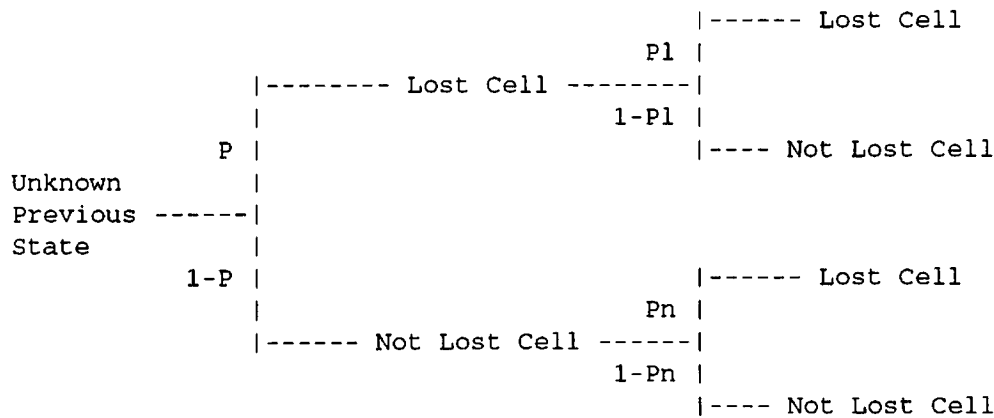 |------ Lost Cell
Pl |
|-------- Lost Cell --------|
| 1-Pl |
P | |---- Not Lost Cell
Unknown |
Previous ------|
State |
1-P | |------ Lost Cell
| Pn |
|------ Not Lost Cell ------|
1-Pn |
|---- Not Lost Cell